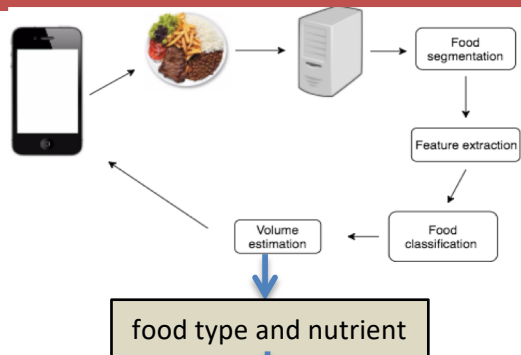 Food
segmentation
Feature extraction
Food
classification
Volume
estimation
food type and nutrient